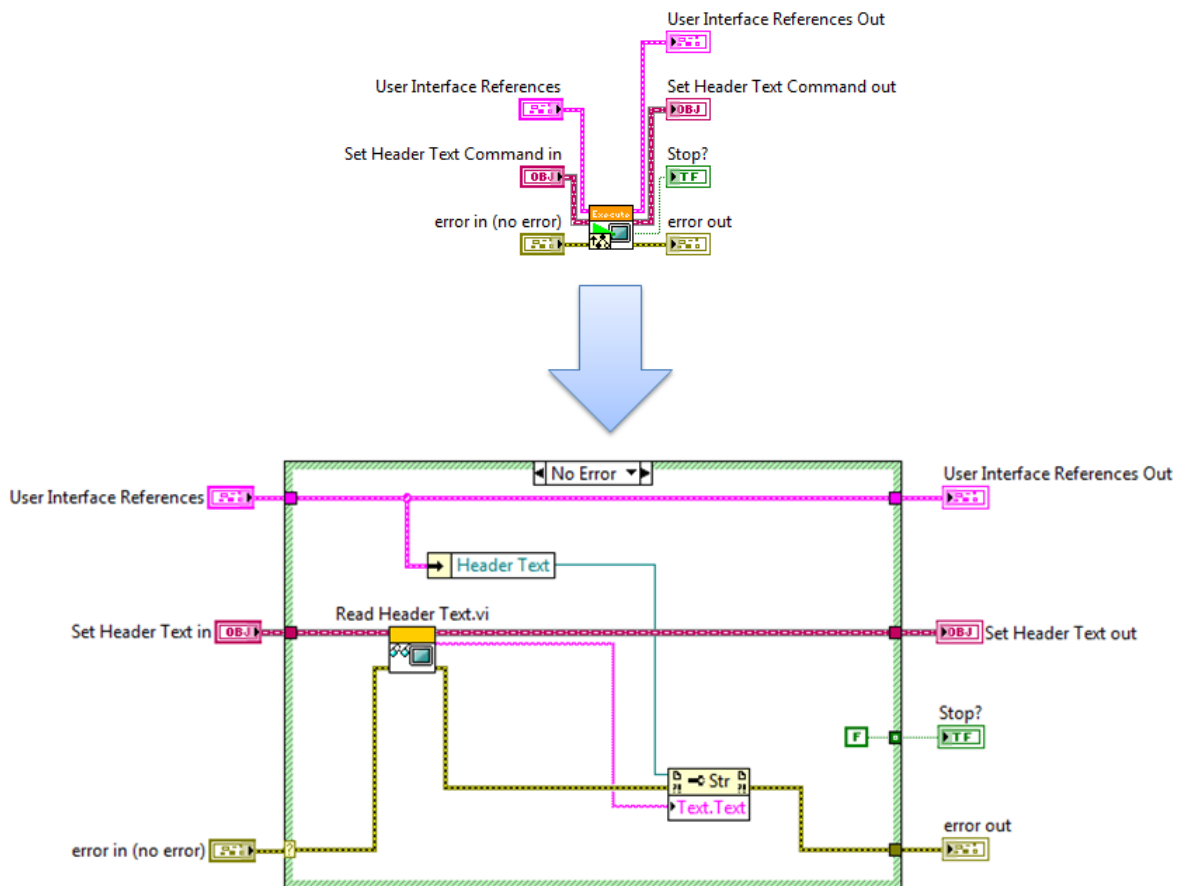 User Interface References Out
User Interface References
Set Header Text Command out
OBJ
Set Header Text Command in
Stop?
OBJ
TF
Execute
error in (no error)
error out
No Error
User Interface References
User Interface References Out
Header Text
Read Header Text.vi
Set Header Text in
OBJ
OBJ
Set Header Text out
Stop?
F
TF
Str
Text.Text
error in (no error)
?
error out